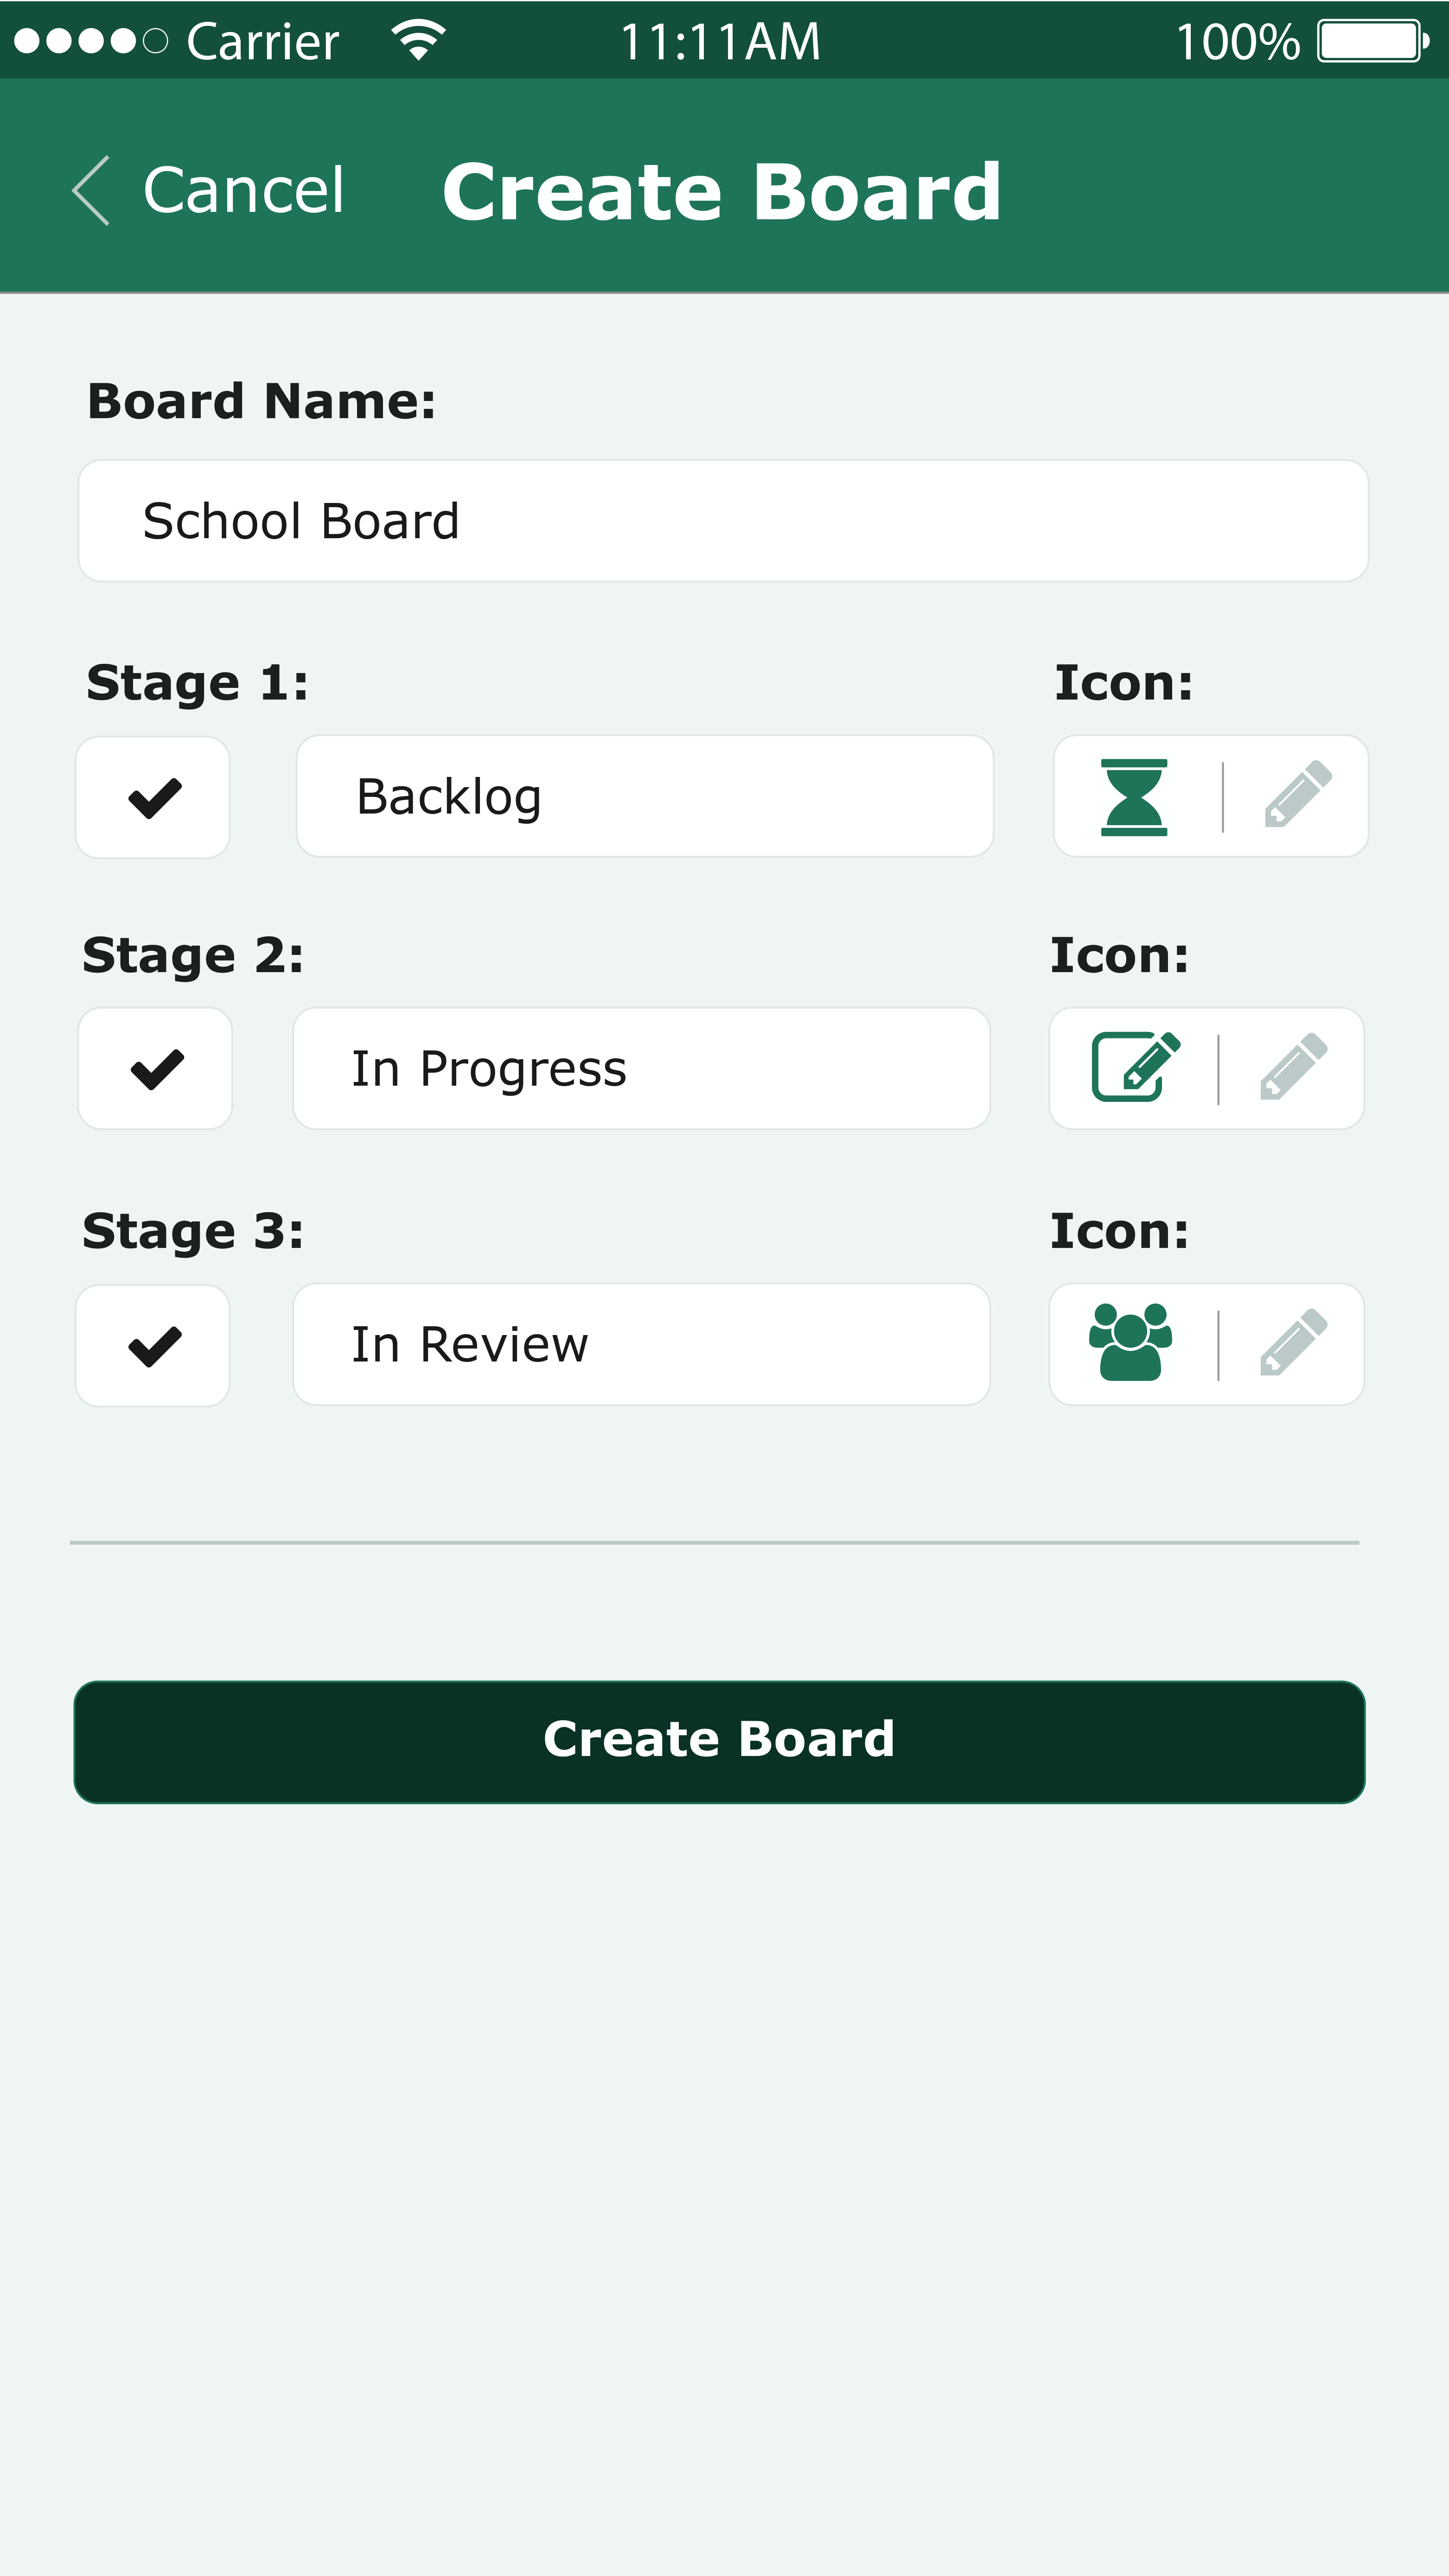 Carrier 11:11AM 100%
Cancel Create Board
Board Name:
School Board
Stage 1: Icon:
Backlog
Stage 2: Icon:
In Progress
Stage 3: Icon:
In Review
Create Board